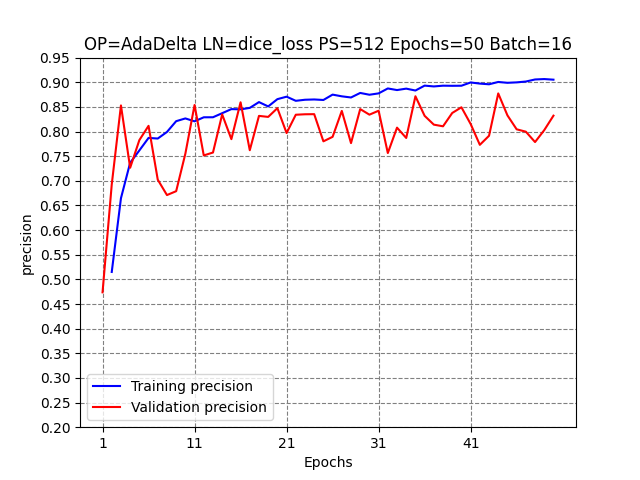 OP=AdaDelta LN=dice_loss PS=512 Epochs=50 Batch=16
0.95
0.90
0.85
0.80
0.75
0.70
0.65
0.60
0.55
0.50
0.45
0.40
0.35
0.30
0.25
0.20
precision
Training precision
Validation precision
1 11 21 31 41
Epochs